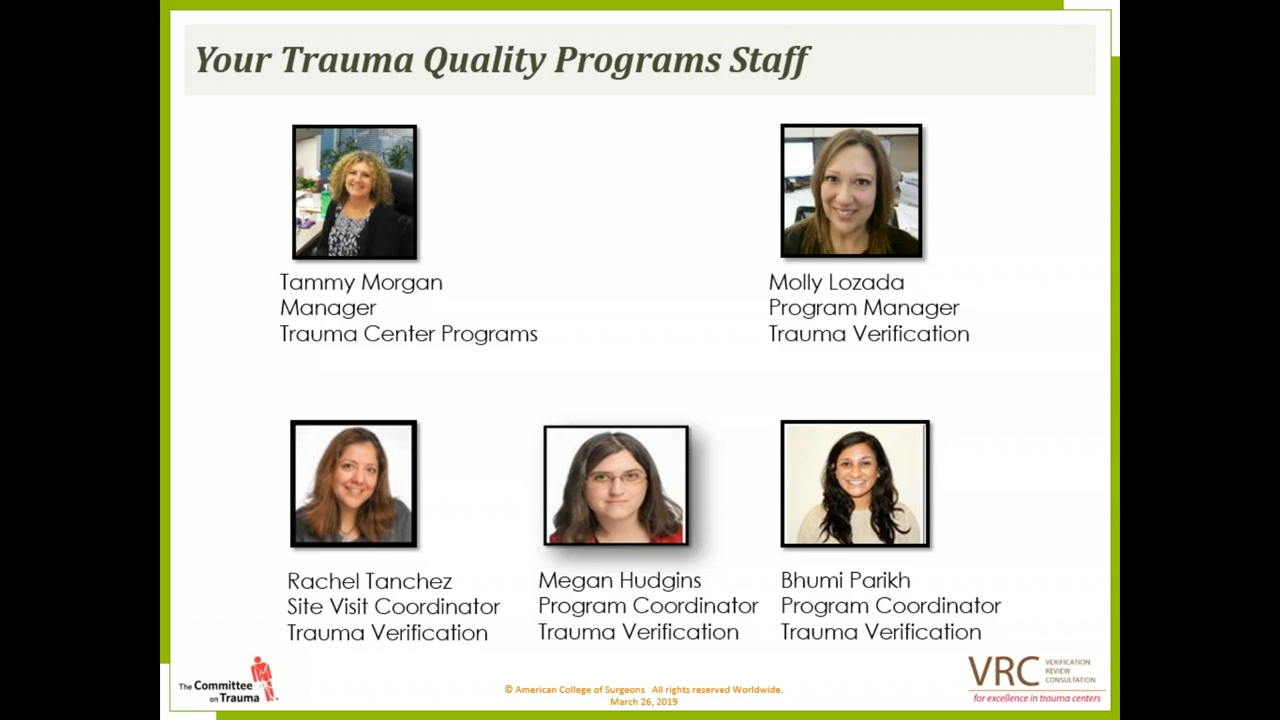 Your Trauma Quality Programs Staff
Tammy Morgan
Manager
Trauma Center Programs
Molly Lozada
Program Manager
Trauma Verification
Rachel Tanchez
Site Visit Coordinator
Trauma Verification
Megan Hudgins
Program Coordinator
Trauma Verification
Bhumi Parikh
Program Coordinator
Trauma Verification
The Committee
on Trauma
© American College of Surgeons All rights reserved Worldwide.
March 26, 2019
VRC
VERIFICATION
REVIEW
CONSULTATION
for excellence in trauma centers